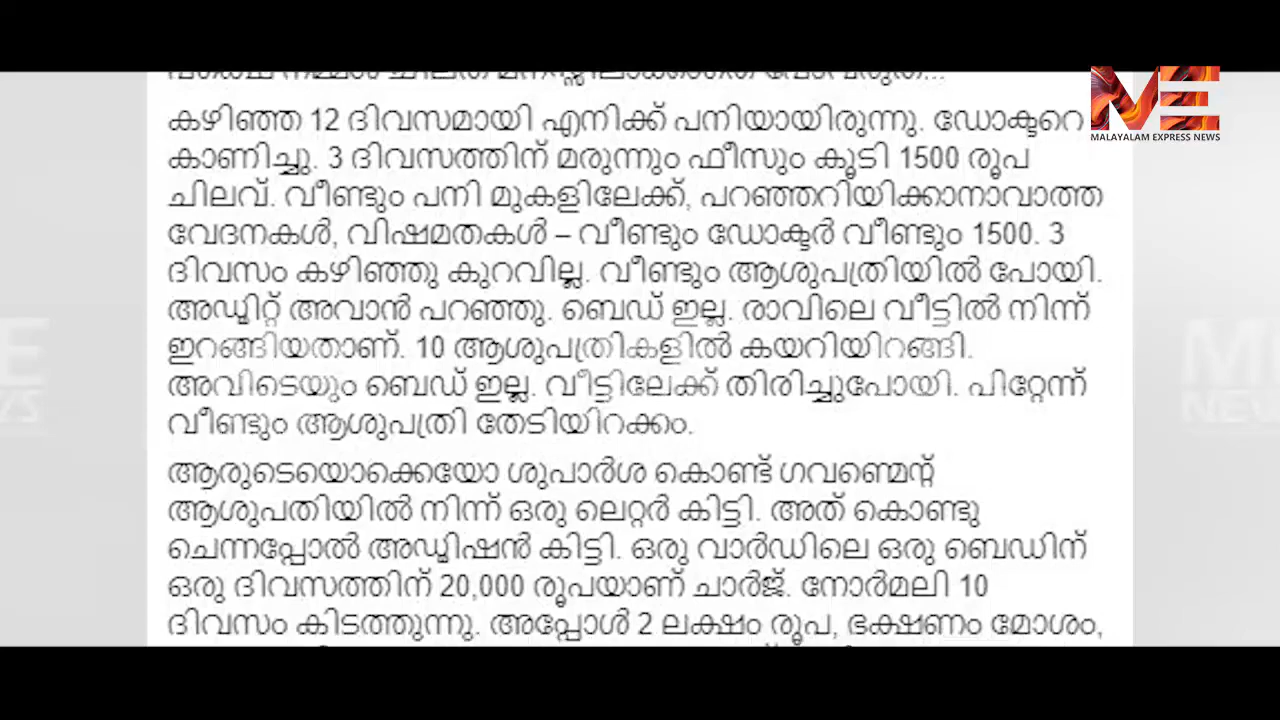 ME
MALAYALAM EXPRESS NEWS
കഴിഞ്ഞ 12 ദിവസമായി എനിക്ക് പനിയായിരുന്നു. ഡോക്ടറെ
കാണിച്ചു. 3 ദിവസത്തിന് മരുന്നും ഫീസും കൂടി 1500 രൂപ
ചിലവ്. വീണ്ടും പനി മുകളിലേക്ക്, പറഞ്ഞറിയിക്കാനാവാത്ത
വേദനകൾ, വിഷമതകൾ – വീണ്ടും ഡോക്ടർ വീണ്ടും 1500. 3
ദിവസം കഴിഞ്ഞു കുറവില്ല. വീണ്ടും ആശുപത്രിയിൽ പോയി.
അഡ്മിറ്റ് അവാൻ പറഞ്ഞു. ബെഡ് ഇല്ല. രാവിലെ വീട്ടിൽ നിന്ന്
ഇറങ്ങിയതാണ്. 10 ആശുപത്രികളിൽ കയറിയിറങ്ങി.
അവിടെയും ബെഡ് ഇല്ല. വീട്ടിലേക്ക് തിരിച്ചുപോയി. പിറ്റേന്ന്
വീണ്ടും ആശുപത്രി തേടിയിറക്കം.
ആരുടെയൊക്കെയോ ശുപാർശ കൊണ്ട് ഗവണ്മെന്റ്
ആശുപതിയിൽ നിന്ന് ഒരു ലെറ്റർ കിട്ടി. അത് കൊണ്ടു
ചെന്നപ്പോൽ അഡ്മിഷൻ കിട്ടി. ഒരു വാർഡിലെ ഒരു ബെഡിന്
ഒരു ദിവസത്തിന് 20,000 രൂപയാണ് ചാർജ്. നോർമലി 10
ദിവസം കിടത്തുന്നു. അപ്പോൾ 2 ലക്ഷം രൂപ, ഭക്ഷണം മോശം,